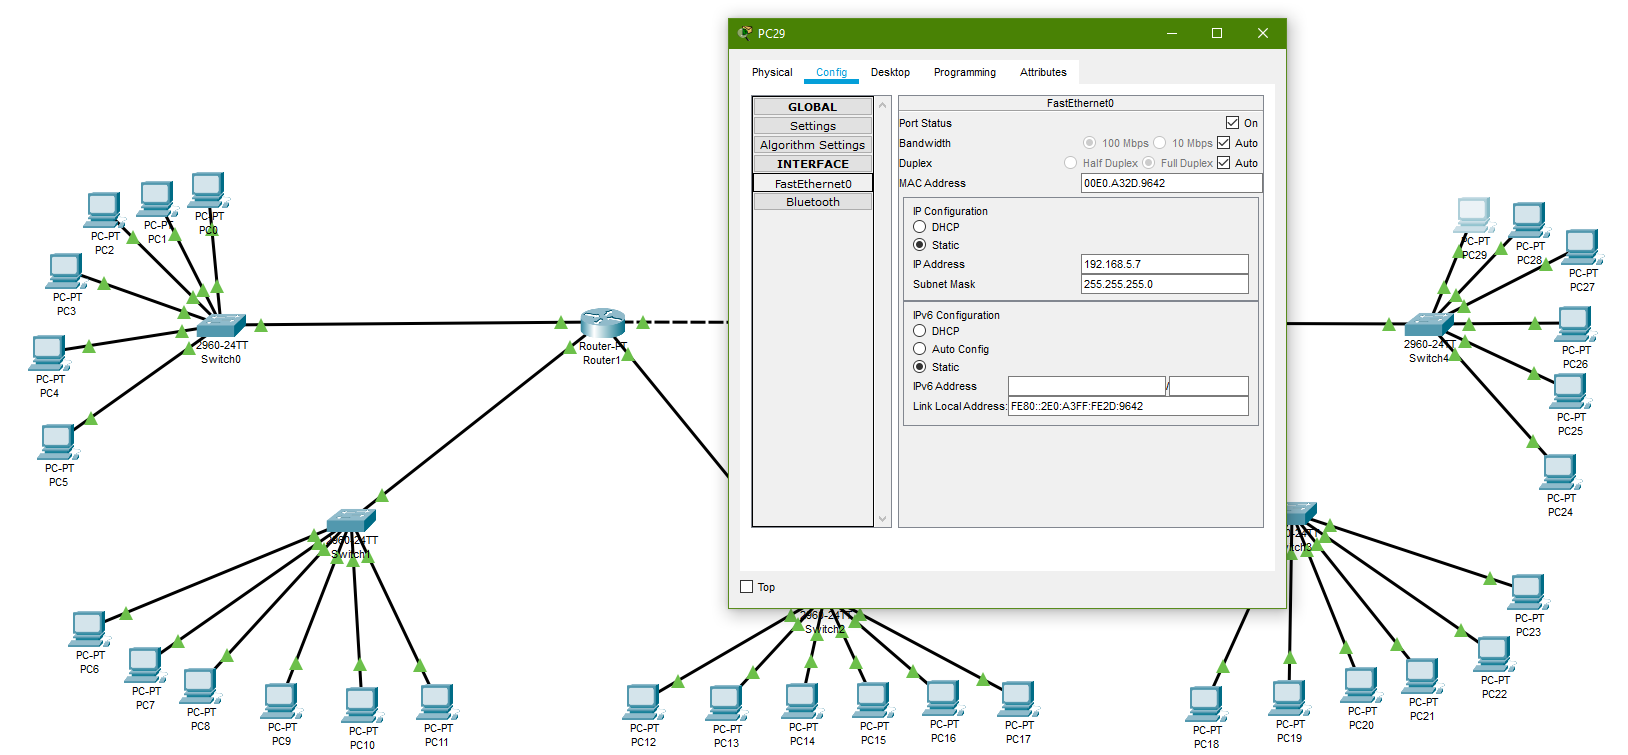 PC29
Physical
Config
Desktop
Programming
Attributes
GLOBAL
Settings
Algorithm Settings
INTERFACE
FastEthernet0
Bluetooth
FastEthernet0
Port Status
On
Bandwidth
100 Mbps
10 Mbps
Auto
Duplex
Half Duplex
Full Duplex
Auto
MAC Address
00E0.A32D.9642
IP Configuration
DHCP
Static
IP Address
192.168.5.7
Subnet Mask
255.255.255.0
IPv6 Configuration
DHCP
Auto Config
Static
IPv6 Address
/
Link Local Address:
FE80::2E0:A3FF:FE2D:9642
Top
PC-PT
PC0
PC-PT
PC1
PC-PT
PC2
PC-PT
PC3
PC-PT
PC4
PC-PT
PC5
2960-24TT
Switch0
Router-PT
Router1
2960-24TT
Switch1
PC-PT
PC6
PC-PT
PC7
PC-PT
PC8
PC-PT
PC9
PC-PT
PC10
PC-PT
PC11
2960-24TT
Switch2
PC-PT
PC12
PC-PT
PC13
PC-PT
PC14
PC-PT
PC15
PC-PT
PC16
PC-PT
PC17
PC-PT
PC18
PC-PT
PC19
PC-PT
PC20
PC-PT
PC21
PC-PT
PC22
PC-PT
PC23
2960-24TT
Switch4
PC-PT
PC29
PC-PT
PC28
PC-PT
PC27
PC-PT
PC26
PC-PT
PC25
PC-PT
PC24